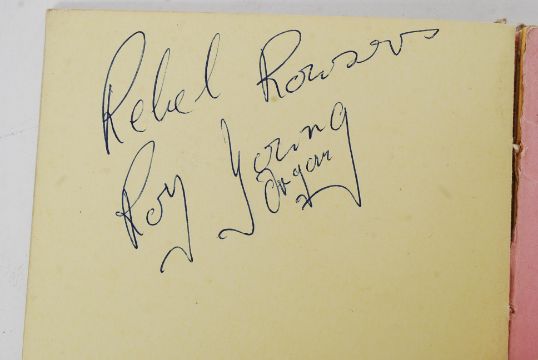 Rebel Rousers
Roy Young
Organ